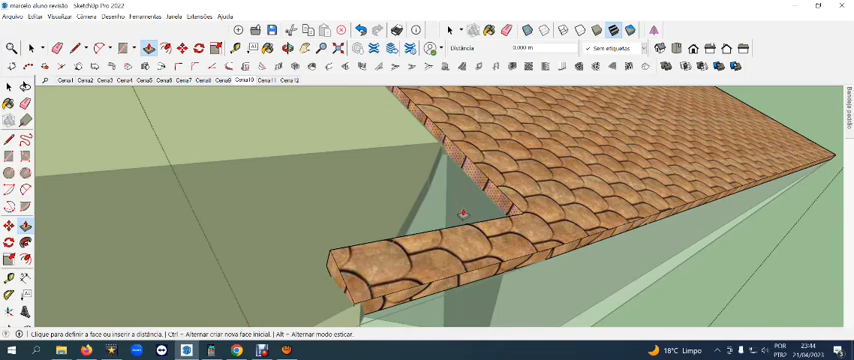 marcelo aluno revisão - SketchUp Pro 2022
Arquivo Editar Visualizar Câmera Desenho Ferramentas Janela Extensões Ajuda
Distância 0.000 m Sem etiquetas
Cena1 Cena2 Cena3 Cena4 Cena5 Cena6 Cena7 Cena8 Cena9 Cena10 Cena11 Cena12
Bandeja padrão
Clique para definir a face ou inserir a distância. | Ctrl = Alternar criar nova face inicial. | Alt = Alternar modo esticar.
18°C Limpo
POR
PTB2
23:44
21/04/2023